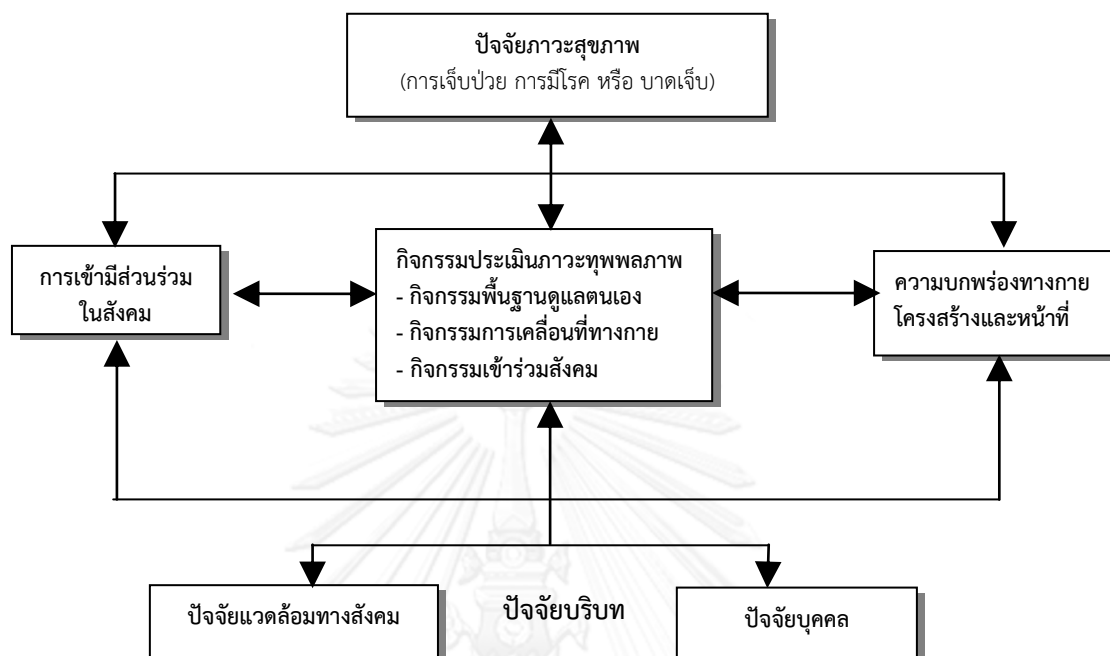 ปัจจัยภาวะสุขภาพ
(การเจ็บป่วย การมีโรค หรือ บาดเจ็บ)
การเข้ามีส่วนร่วม
ในสังคม
กิจกรรมประเมินภาวะทุพพลภาพ
- กิจกรรมพื้นฐานดูแลตนเอง
- กิจกรรมการเคลื่อนที่ทางกาย
- กิจกรรมเข้าร่วมสังคม
ความบกพร่องทางกาย
โครงสร้างและหน้าที่
ปัจจัยแวดล้อมทางสังคม
ปัจจัยบริบท
ปัจจัยบุคคล